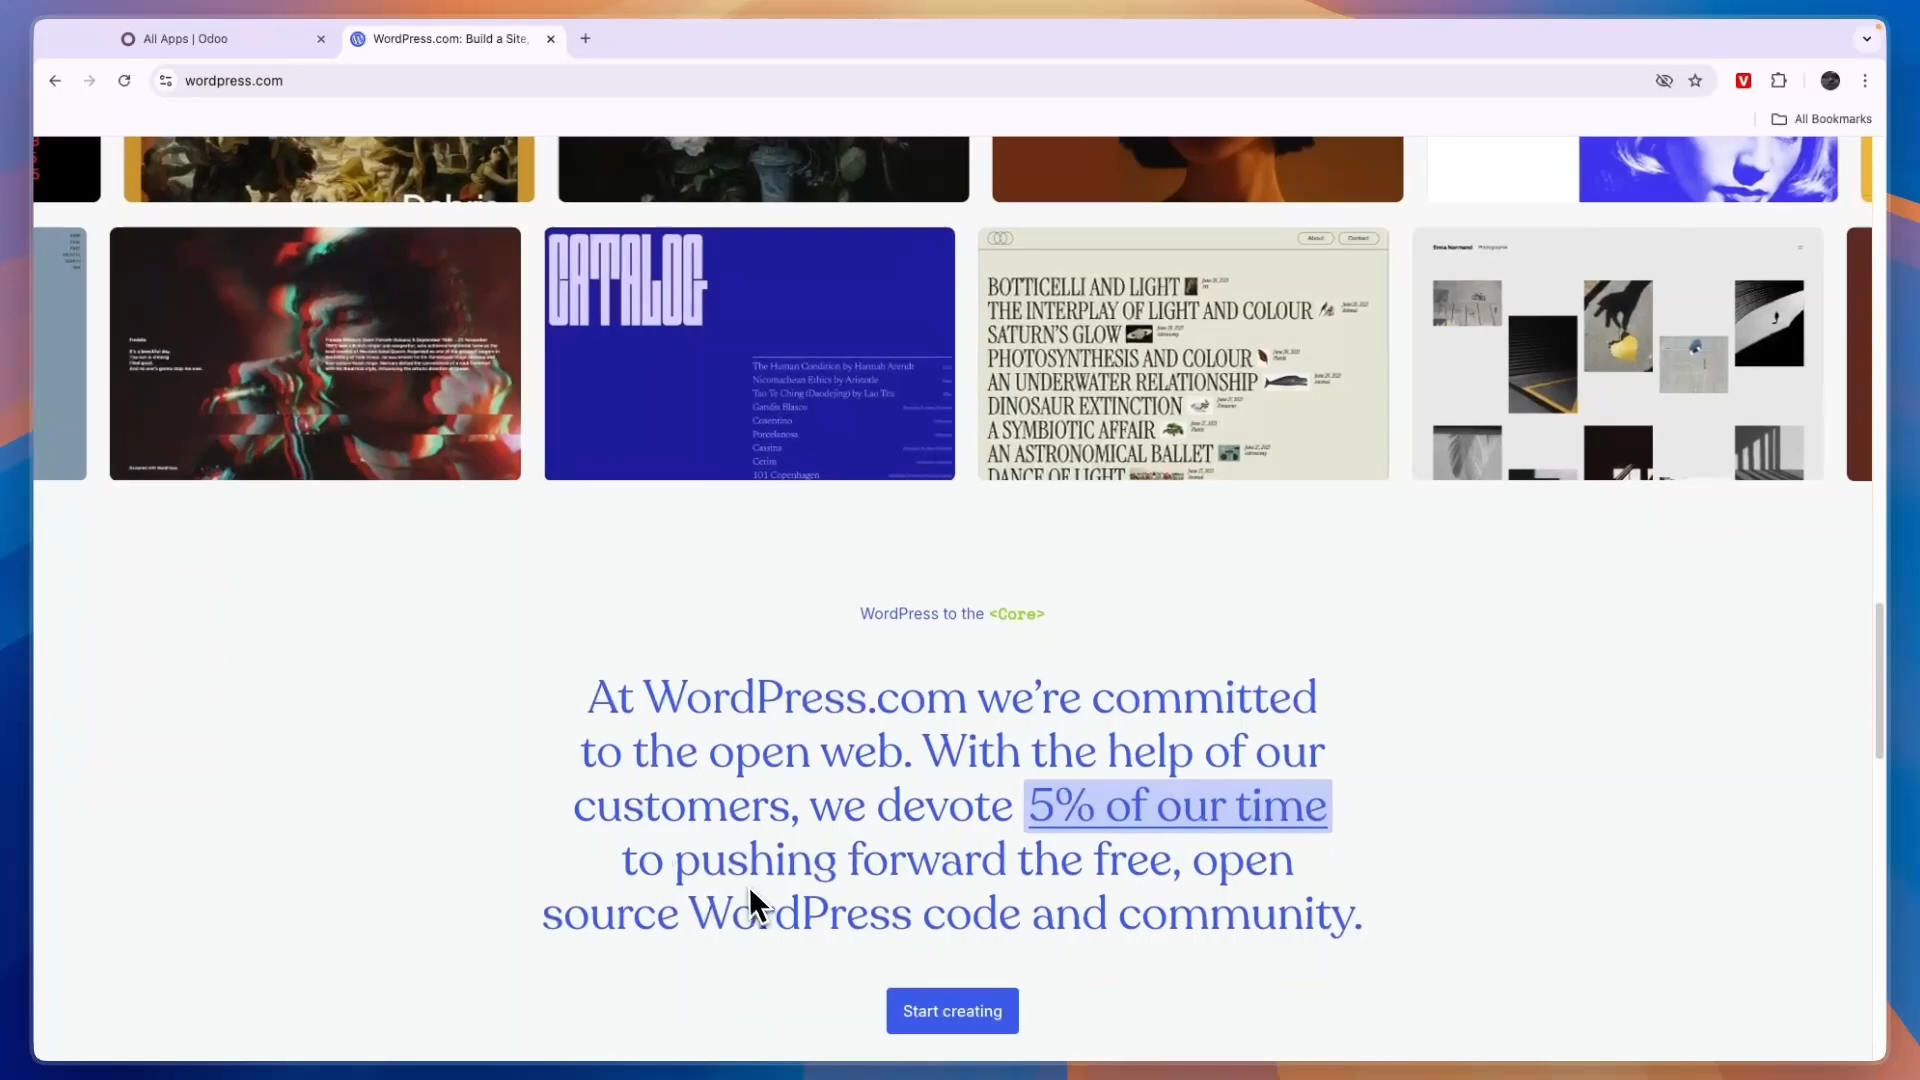 All Apps | Odoo
WordPress.com: Build a Site,
wordpress.com
All Bookmarks
Debris
CATALOG
The Human Condition by Hannah Arendt
Nicomachean Ethics by Aristotle
Tao Te Ching (Daodejing) by Lao Tzu
Gandia Blasco
Cosentino
Porcelanosa
Cassina
Cerim
101 Copenhagen
About
Contact
BOTTICELLI AND LIGHT
THE INTERPLAY OF LIGHT AND COLOUR
SATURN'S GLOW
PHOTOSYNTHESIS AND COLOUR
AN UNDERWATER RELATIONSHIP
DINOSAUR EXTINCTION
A SYMBIOTIC AFFAIR
AN ASTRONOMICAL BALLET
DANCE OF LIGHT
WordPress to the <Core>
At WordPress.com we’re committed
to the open web. With the help of our
customers, we devote 5% of our time
to pushing forward the free, open
source WordPress code and community.
Start creating